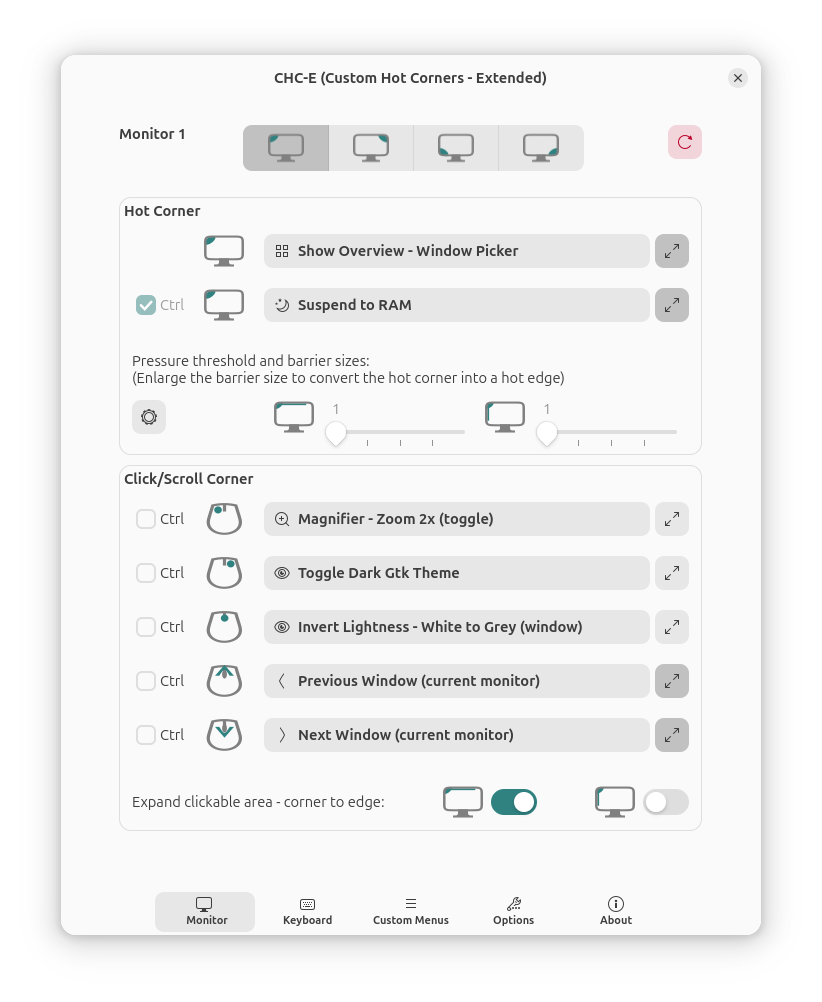 CHC-E (Custom Hot Corners - Extended)
Monitor 1
Hot Corner
Show Overview - Window Picker
Ctrl
Suspend to RAM
Pressure threshold and barrier sizes:
(Enlarge the barrier size to convert the hot corner into a hot edge)
1
1
Click/Scroll Corner
Ctrl
Magnifier - Zoom 2x (toggle)
Ctrl
Toggle Dark Gtk Theme
Ctrl
Invert Lightness - White to Grey (window)
Ctrl
Previous Window (current monitor)
Ctrl
Next Window (current monitor)
Expand clickable area - corner to edge:
Monitor
Keyboard
Custom Menus
Options
About